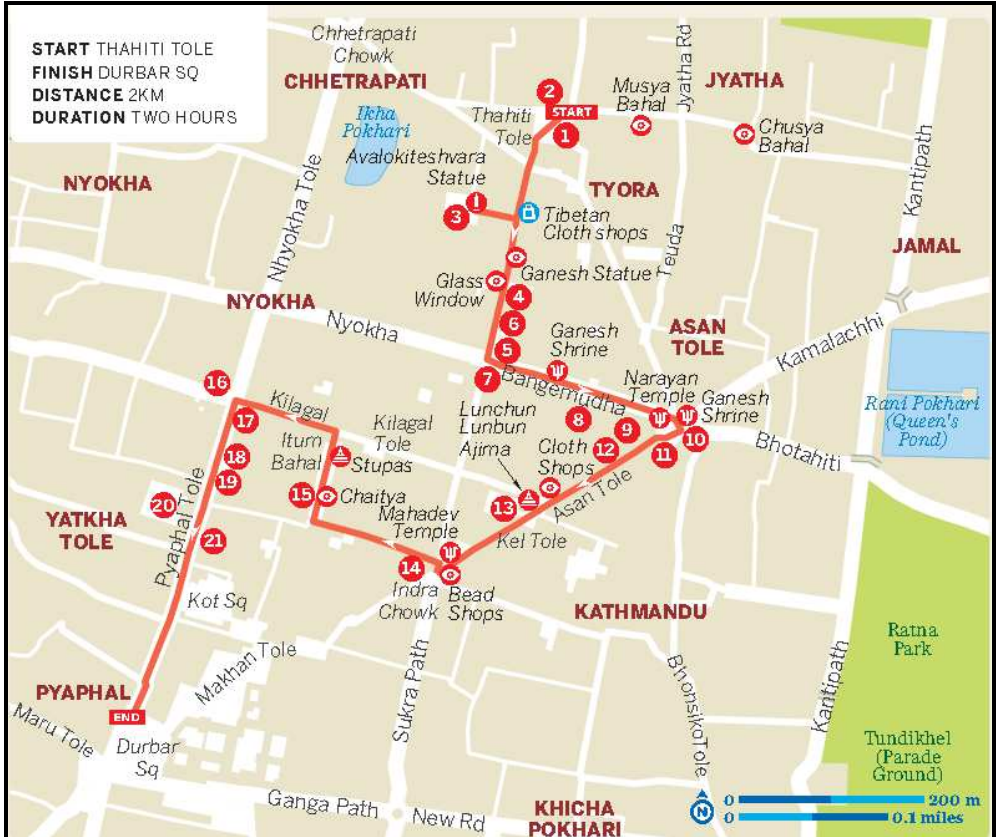 START THAHITI TOLE
FINISH DURBAR SQ
DISTANCE 2KM
DURATION TWO HOURS
Chhetrapati
Chowk
CHHETRAPATI
Ikha
Pokhari
Thahiti
Tole
2
START
1
Musya
Bahal
Jyatha Rd
JYATHA
Chusya
Bahal
Kantipath
NYOKHA
Avalokiteshvara
Statue
3
TYORA
Tibetan
Cloth shops
Nhyokha Tole
Teuda
JAMAL
Ganesh Statue
Glass
Window
4
6
5
7
NYOKHA
Nyokha
Ganesh
Shrine
ASAN
TOLE
Kamalachhi
Bangemudha
Narayan
Temple
Ganesh
Shrine
Rani Pokhari
(Queen's
Pond)
16
17
Kilagal
Kilagal
Tole
Lunchun
Lunbun
Ajima
8
9
10
11
12
Cloth
Shops
Bhotahiti
Itum
Bahal
Stupas
18
19
15
Chaitya
13
Asan Tole
20
YATKHA
TOLE
Pyaphal Tole
21
Mahadev
Temple
Kel Tole
14
Indra
Chowk
Bead
Shops
KATHMANDU
Kot Sq
Makhan Tole
Ratna
Park
PYAPHAL
END
Maru Tole
Durbar
Sq
Sukra Path
BhonsikoTole
Kantipath
Tundikhel
(Parade
Ground)
Ganga Path
New Rd
KHICHA
POKHARI
N
0 200 m
0 0.1 miles